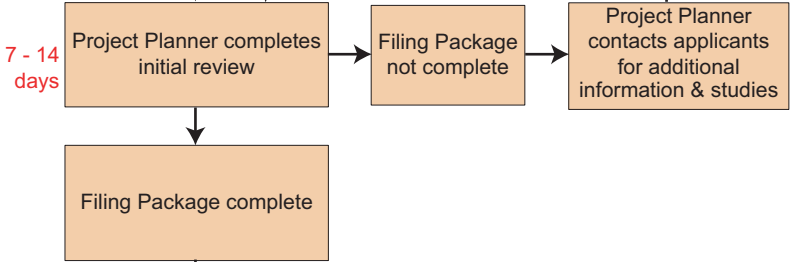 7 - 14
days
Project Planner completes
initial review
Filing Package
not complete
Project Planner
contacts applicants
for additional
information & studies
Filing Package complete